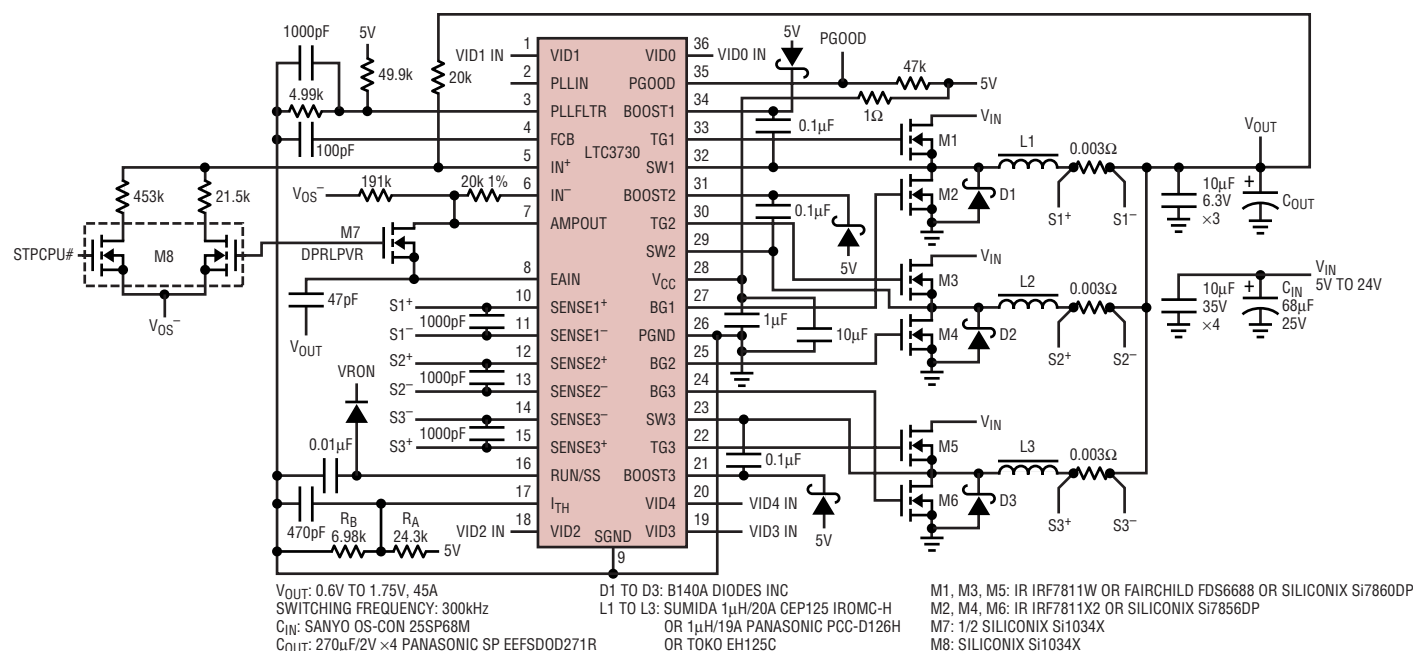 1000pF
5V
49.9k
20k
4.99k
100pF
VID1 IN
1
2
3
4
5
6
7
8
10
11
12
13
14
15
16
17
18
VID1
PLLIN
PLLFLTR
FCB
IN+
IN−
AMPOUT
EAIN
SENSE1+
SENSE1−
SENSE2+
SENSE2−
SENSE3−
SENSE3+
RUN/SS
ITH
VID2
LTC3730
SGND
9
VID0
PGOOD
BOOST1
TG1
SW1
BOOST2
TG2
SW2
VCC
BG1
PGND
BG2
BG3
SW3
TG3
BOOST3
VID4
VID3
36
35
34
33
32
31
30
29
28
27
26
25
24
23
22
21
20
19
VID0 IN
5V
PGOOD
47k
5V
1Ω
0.1µF
0.1µF
5V
1µF
10µF
0.1µF
5V
VID4 IN
VID3 IN
453k
21.5k
STPCPU#
M8
VOS−
VOS−
191k
20k 1%
M7
DPRLPVR
47pF
VOUT
S1+
S1−
1000pF
S2+
S2−
1000pF
S3−
S3+
1000pF
VRON
0.01µF
470pF
RB
6.98k
RA
24.3k
5V
VID2 IN
VIN
M1
M2
D1
L1
0.003Ω
S1+
S1−
VIN
M3
M4
D2
L2
0.003Ω
S2+
S2−
VIN
M5
M6
D3
L3
0.003Ω
S3+
S3−
VOUT
10µF
6.3V
×3
+
COUT
VIN
5V TO 24V
10µF
35V
×4
+
CIN
68µF
25V
VOUT: 0.6V TO 1.75V, 45A
SWITCHING FREQUENCY: 300kHz
CIN: SANYO OS-CON 25SP68M
COUT: 270µF/2V ×4 PANASONIC SP EEFSDOD271R
D1 TO D3: B140A DIODES INC
L1 TO L3: SUMIDA 1µH/20A CEP125 IROMC-H
OR 1µH/19A PANASONIC PCC-D126H
OR TOKO EH125C
M1, M3, M5: IR IRF7811W OR FAIRCHILD FDS6688 OR SILICONIX Si7860DP
M2, M4, M6: IR IRF7811X2 OR SILICONIX Si7856DP
M7: 1/2 SILICONIX Si1034X
M8: SILICONIX Si1034X